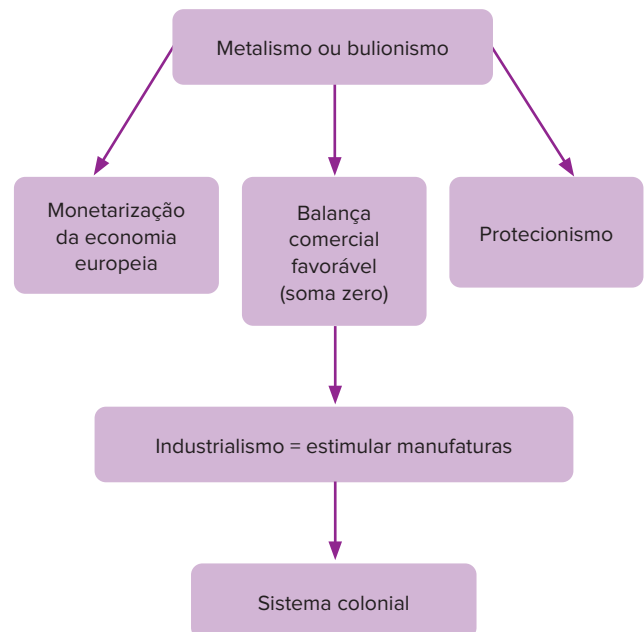 Metalismo ou bulionismo
Monetarização
da economia
europeia
Balança
comercial
favorável
(soma zero)
Protecionismo
Industrialismo = estimular manufaturas
Sistema colonial